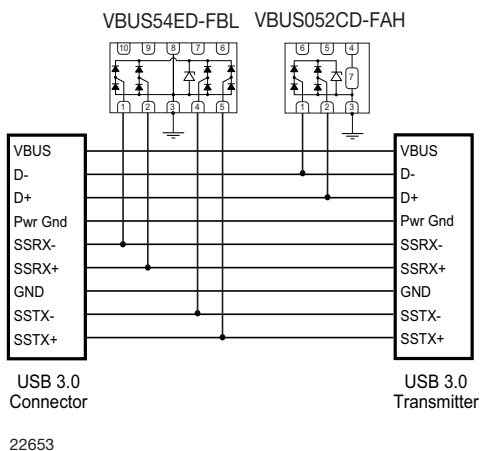 VBUS54ED-FBL VBUS052CD-FAH
10 9 8 7 6 6 5 4
7
1 2 3 4 5 1 2 3
VBUS VBUS
D- D-
D+ D+
Pwr Gnd Pwr Gnd
SSRX- SSRX-
SSRX+ SSRX+
GND GND
SSTX- SSTX-
SSTX+ SSTX+
USB 3.0 USB 3.0
Connector Transmitter
22653